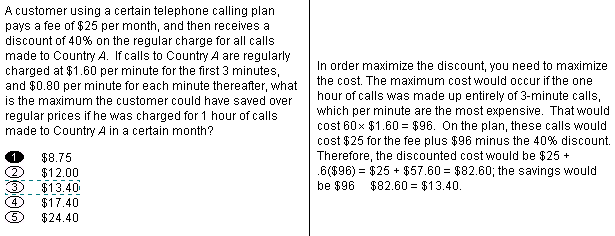 A customer using a certain telephone calling plan
pays a fee of $25 per month, and then receives a
discount of 40% on the regular charge for all calls
made to Country A. If calls to Country A are regularly
charged at $1.60 per minute for the first 3 minutes,
and $0.80 per minute for each minute thereafter, what
is the maximum the customer could have saved over
regular prices if he was charged for 1 hour of calls
made to Country A in a certain month?
1 $8.75
2 $12.00
3 $13.40
4 $17.40
5 $24.40
In order maximize the discount, you need to maximize
the cost. The maximum cost would occur if the one
hour of calls was made up entirely of 3-minute calls,
which per minute are the most expensive. That would
cost 60× $1.60 = $96. On the plan, these calls would
cost $25 for the fee plus $96 minus the 40% discount.
Therefore, the discounted cost would be $25 +
.6($96) = $25 + $57.60 = $82.60; the savings would
be $96 $82.60 = $13.40.